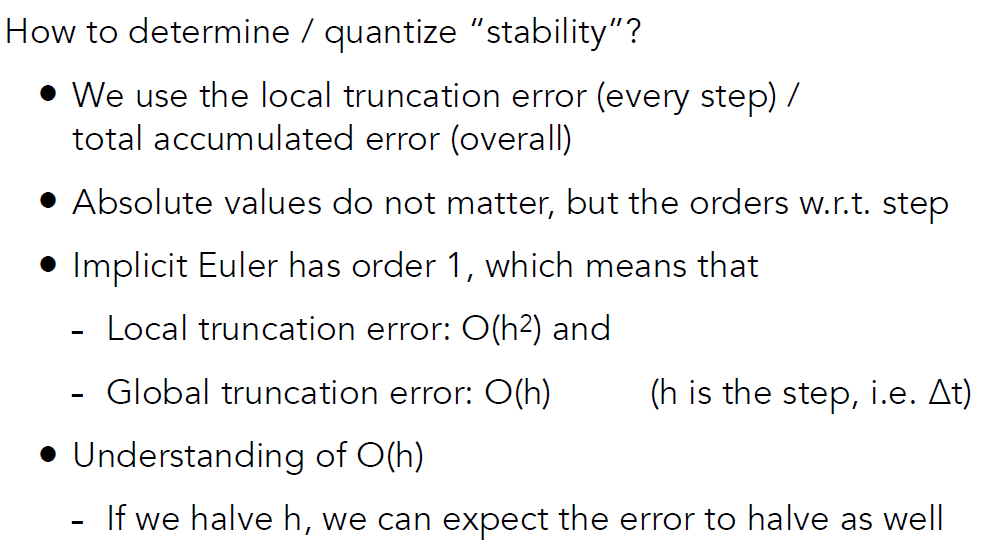 How to determine / quantize “stability”?
• We use the local truncation error (every step) /
total accumulated error (overall)
• Absolute values do not matter, but the orders w.r.t. step
• Implicit Euler has order 1, which means that
- Local truncation error: O(h²) and
- Global truncation error: O(h) (h is the step, i.e. Δt)
• Understanding of O(h)
- If we halve h, we can expect the error to halve as well